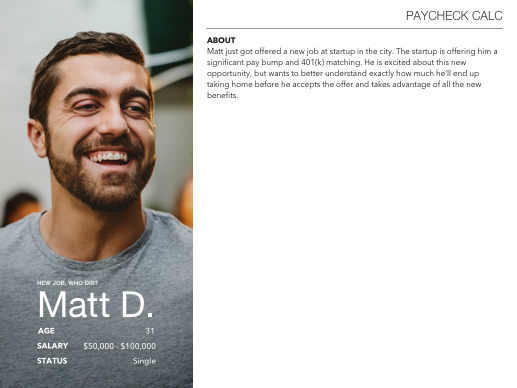 PAYCHECK CALC
ABOUT
Matt just got offered a new job at startup in the city. The startup is offering him a
significant pay bump and 401(k) matching. He is excited about this new
opportunity, but wants to better understand exactly how much he'll end up
taking home before he accepts the offer and takes advantage of all the new
benefits.
NEW JOB, WHO DIS?
Matt D.
AGE 31
SALARY $50,000 - $100,000
STATUS Single